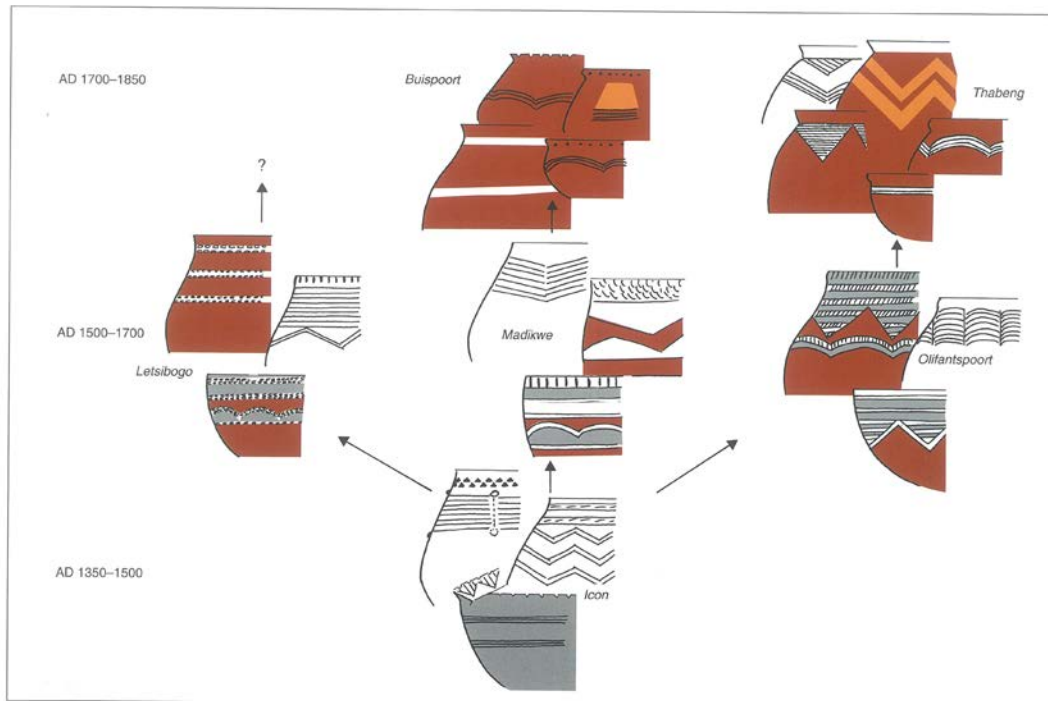 AD 1700–1850
Buispoort
Thabeng
?
AD 1500–1700
Letsibogo
Madikwe
Olifantspoort
AD 1350–1500
Icon